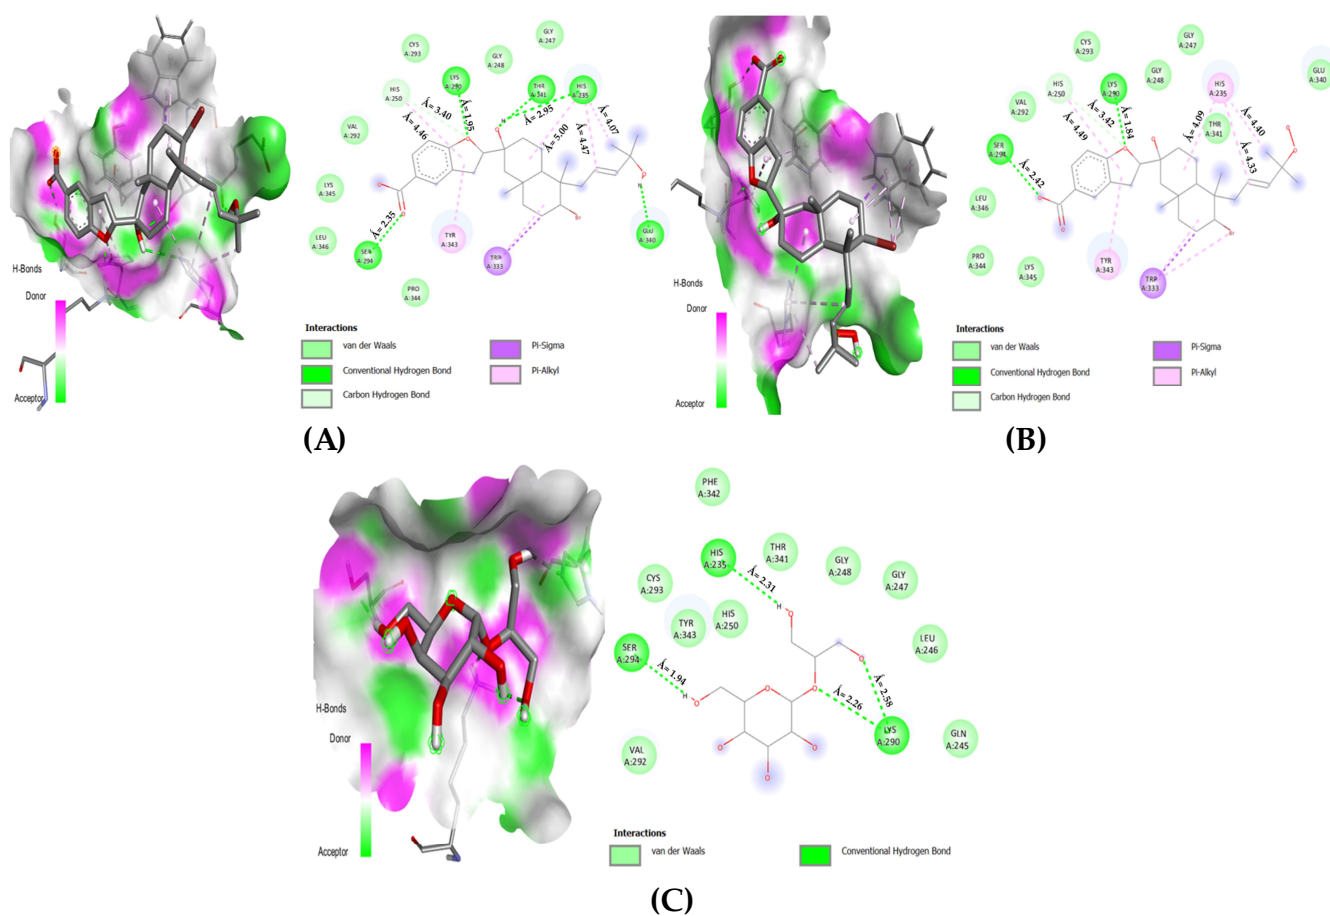 CYS
A:293
GLY
A:247
GLY
A:248
LYS
A:290
THR
A:341
HIS
A:235
HIS
A:250
Å= 3.40
Å= 1.95
Å= 2.95
Å= 4.46
Å= 5.00
Å= 4.07
Å= 4.47
VAL
A:292
LYS
A:345
LEU
A:346
Å= 2.35
SER
A:294
TYR
A:343
TRP
A:333
GLU
A:340
PRO
A:344
H
O
O
O
O
O
H
Br
H-Bonds
Donor
Acceptor
Interactions
van der Waals
Conventional Hydrogen Bond
Carbon Hydrogen Bond
Pi-Sigma
Pi-Alkyl
(A)
CYS
A:293
GLY
A:247
GLY
A:248
GLU
A:340
HIS
A:250
LYS
A:290
HIS
A:235
THR
A:341
VAL
A:292
SER
A:294
Å= 3.42
Å= 1.84
Å= 4.49
Å= 4.09
Å= 4.40
Å= 4.33
Å= 2.42
LEU
A:346
PRO
A:344
LYS
A:345
TYR
A:343
TRP
A:333
O
O
O
O
O
Br
H-Bonds
Donor
Acceptor
Interactions
van der Waals
Conventional Hydrogen Bond
Carbon Hydrogen Bond
Pi-Sigma
Pi-Alkyl
(B)
PHE
A:342
HIS
A:235
THR
A:341
GLY
A:248
GLY
A:247
CYS
A:293
TYR
A:343
HIS
A:250
Å= 2.31
LEU
A:246
SER
A:294
Å= 1.94
Å= 2.26
Å= 2.58
LYS
A:290
GLN
A:245
VAL
A:292
H
O
O
H
O
O
O
O
O
O
H-Bonds
Donor
Acceptor
Interactions
van der Waals
Conventional Hydrogen Bond
(C)